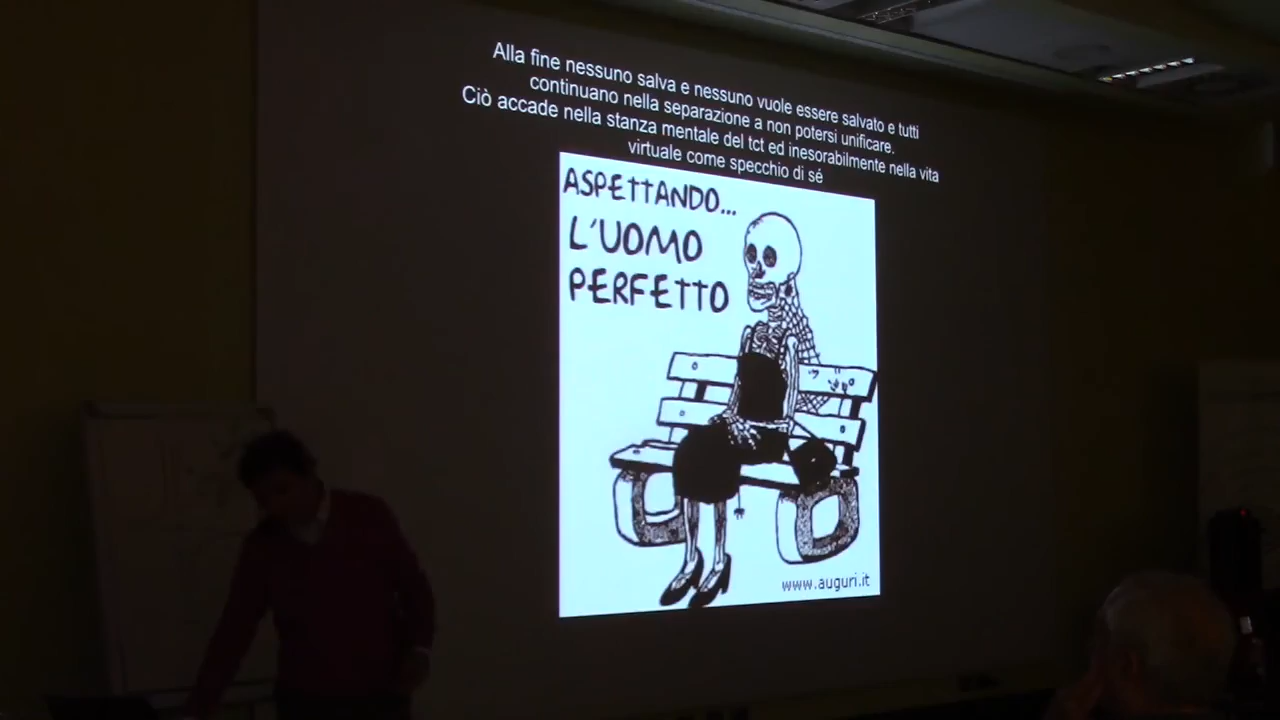 Alla fine nessuno salva e nessuno vuole essere salvato e tutti
continuano nella separazione a non potersi unificare.
Ciò accade nella stanza mentale del tct ed inesorabilmente nella vita
virtuale come specchio di sé
ASPETTANDO...
L'UOMO
PERFETTO
www.auguri.it